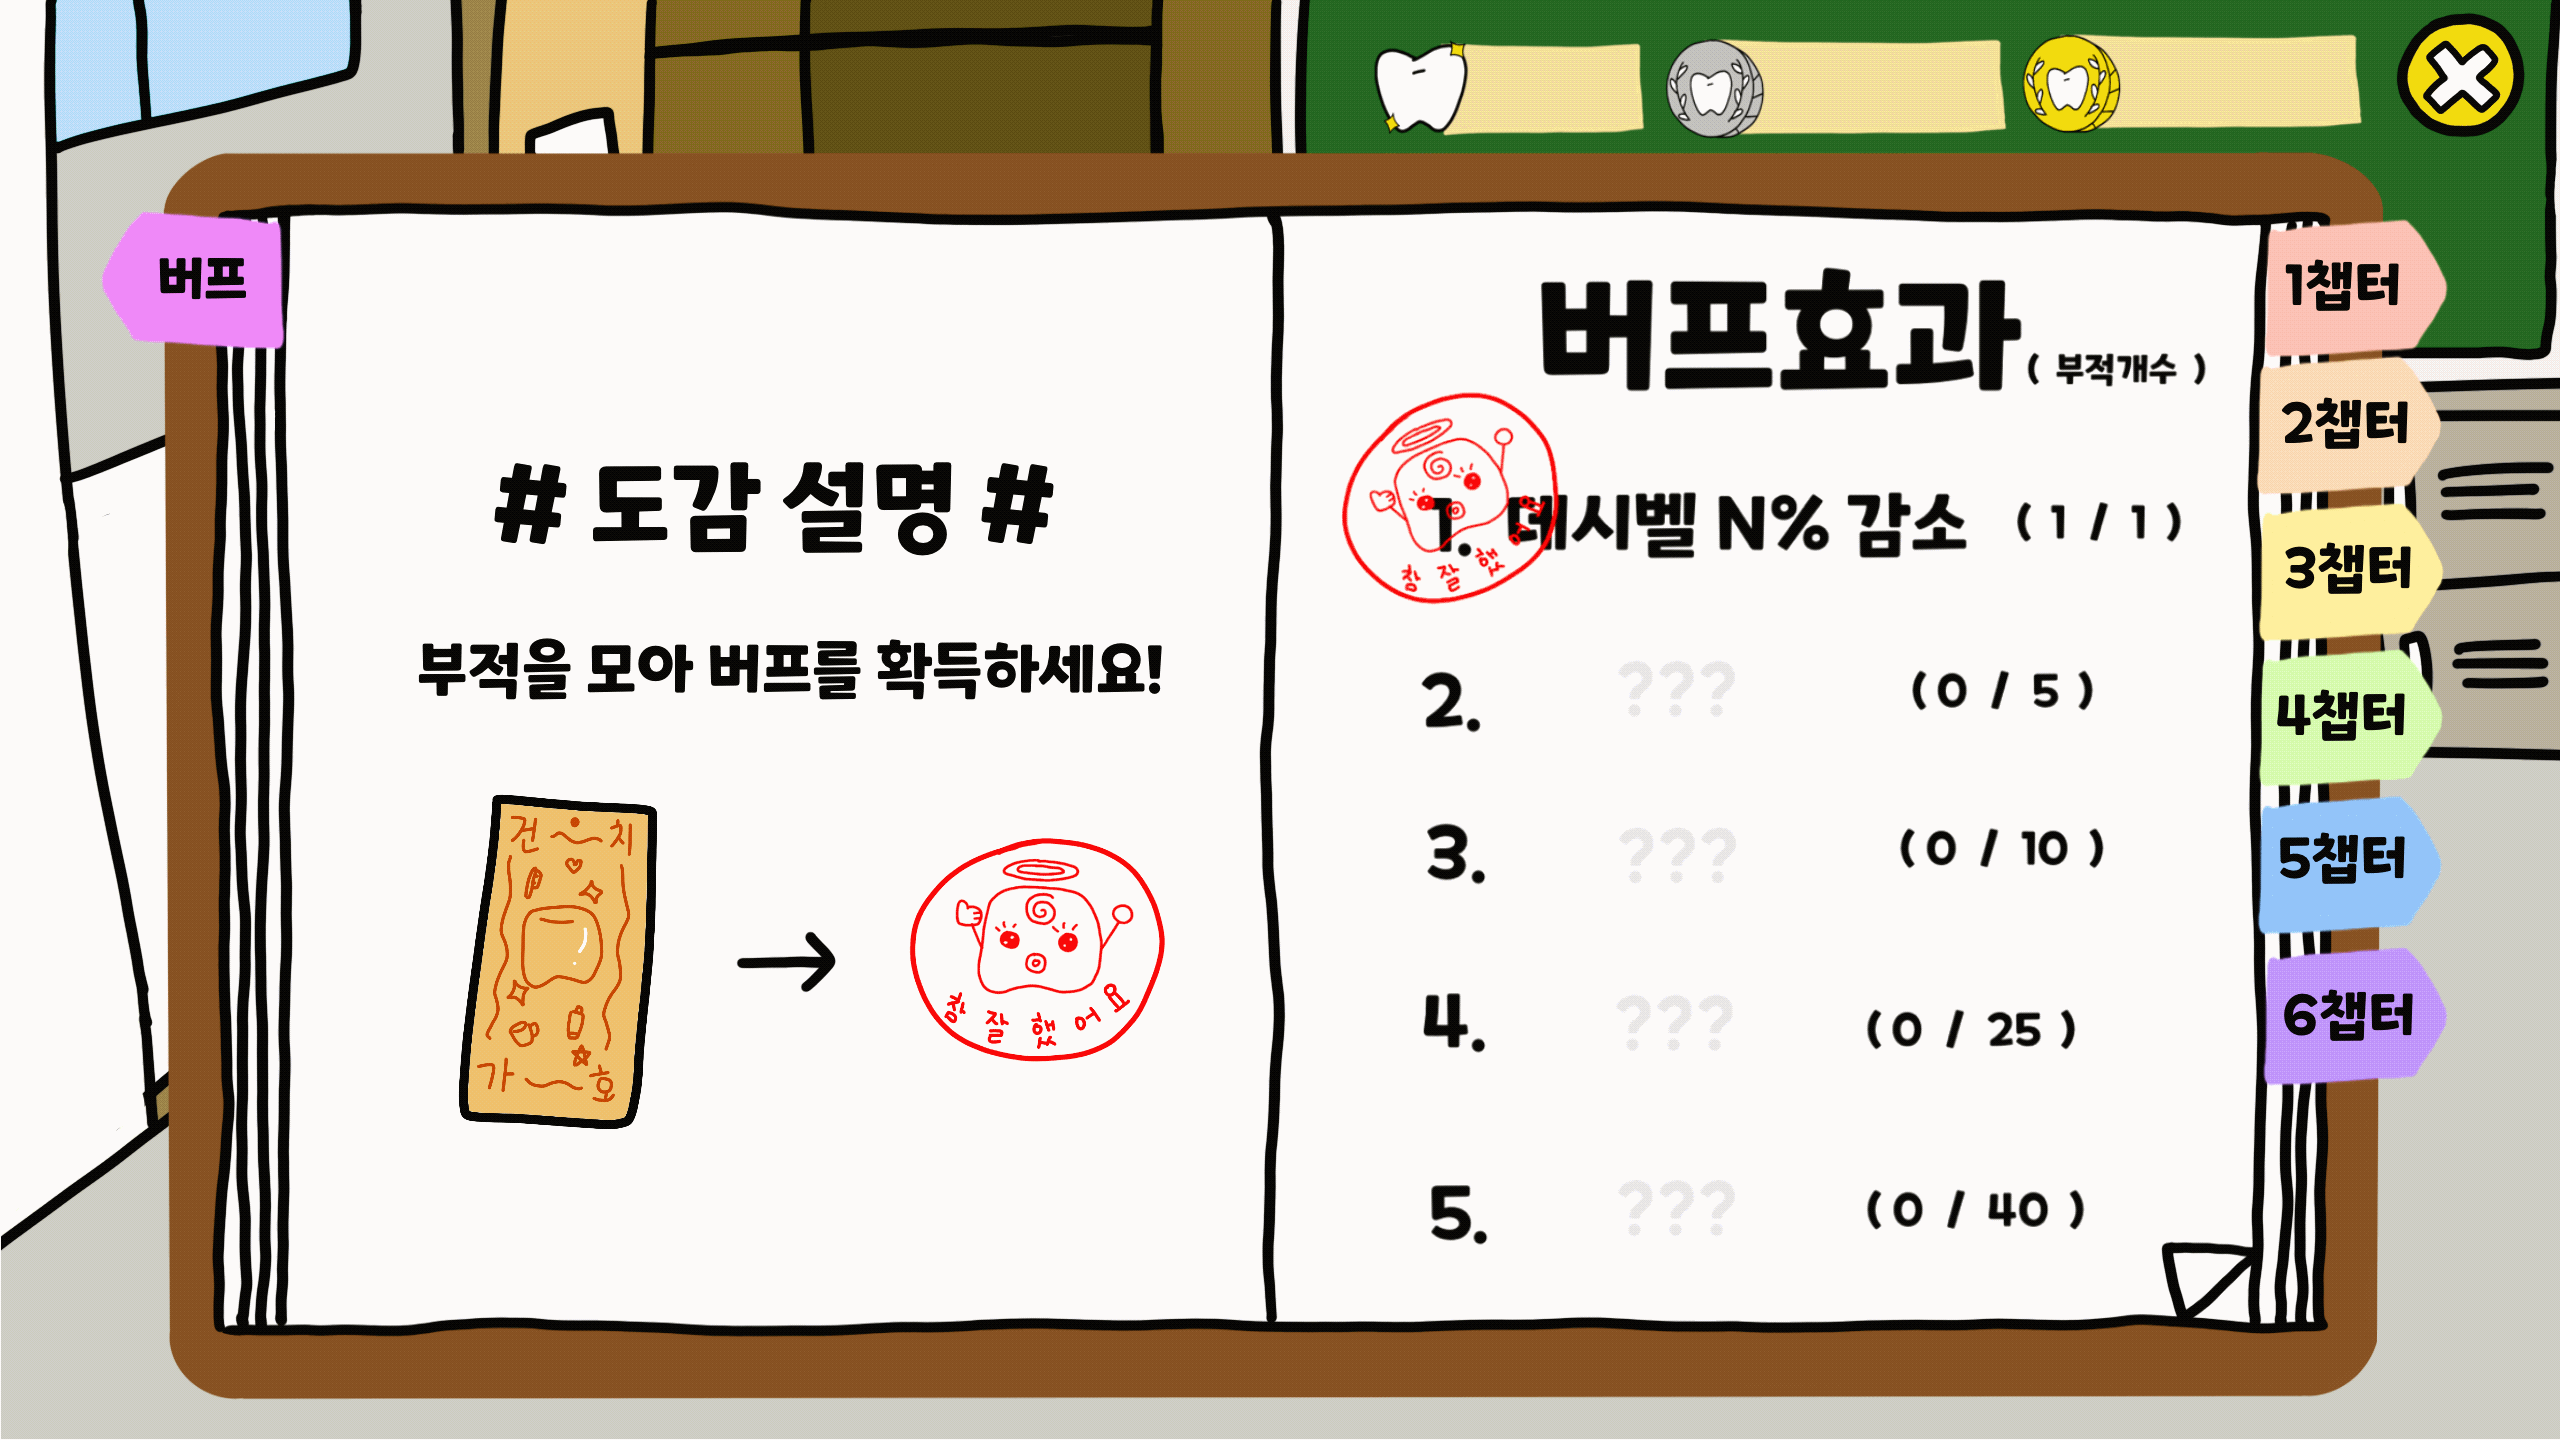 버프
# 도감 설명 #
부적을 모아 버프를 확득하세요!
건 치
가 호
참 잘 했 어 요
버프효과 ( 부적개수 )
1. 데시벨 N% 감소 ( 1 / 1 )
참 잘 했 어 요
2. ??? ( 0 / 5 )
3. ??? ( 0 / 10 )
4. ??? ( 0 / 25 )
5. ??? ( 0 / 40 )
1챕터
2챕터
3챕터
4챕터
5챕터
6챕터